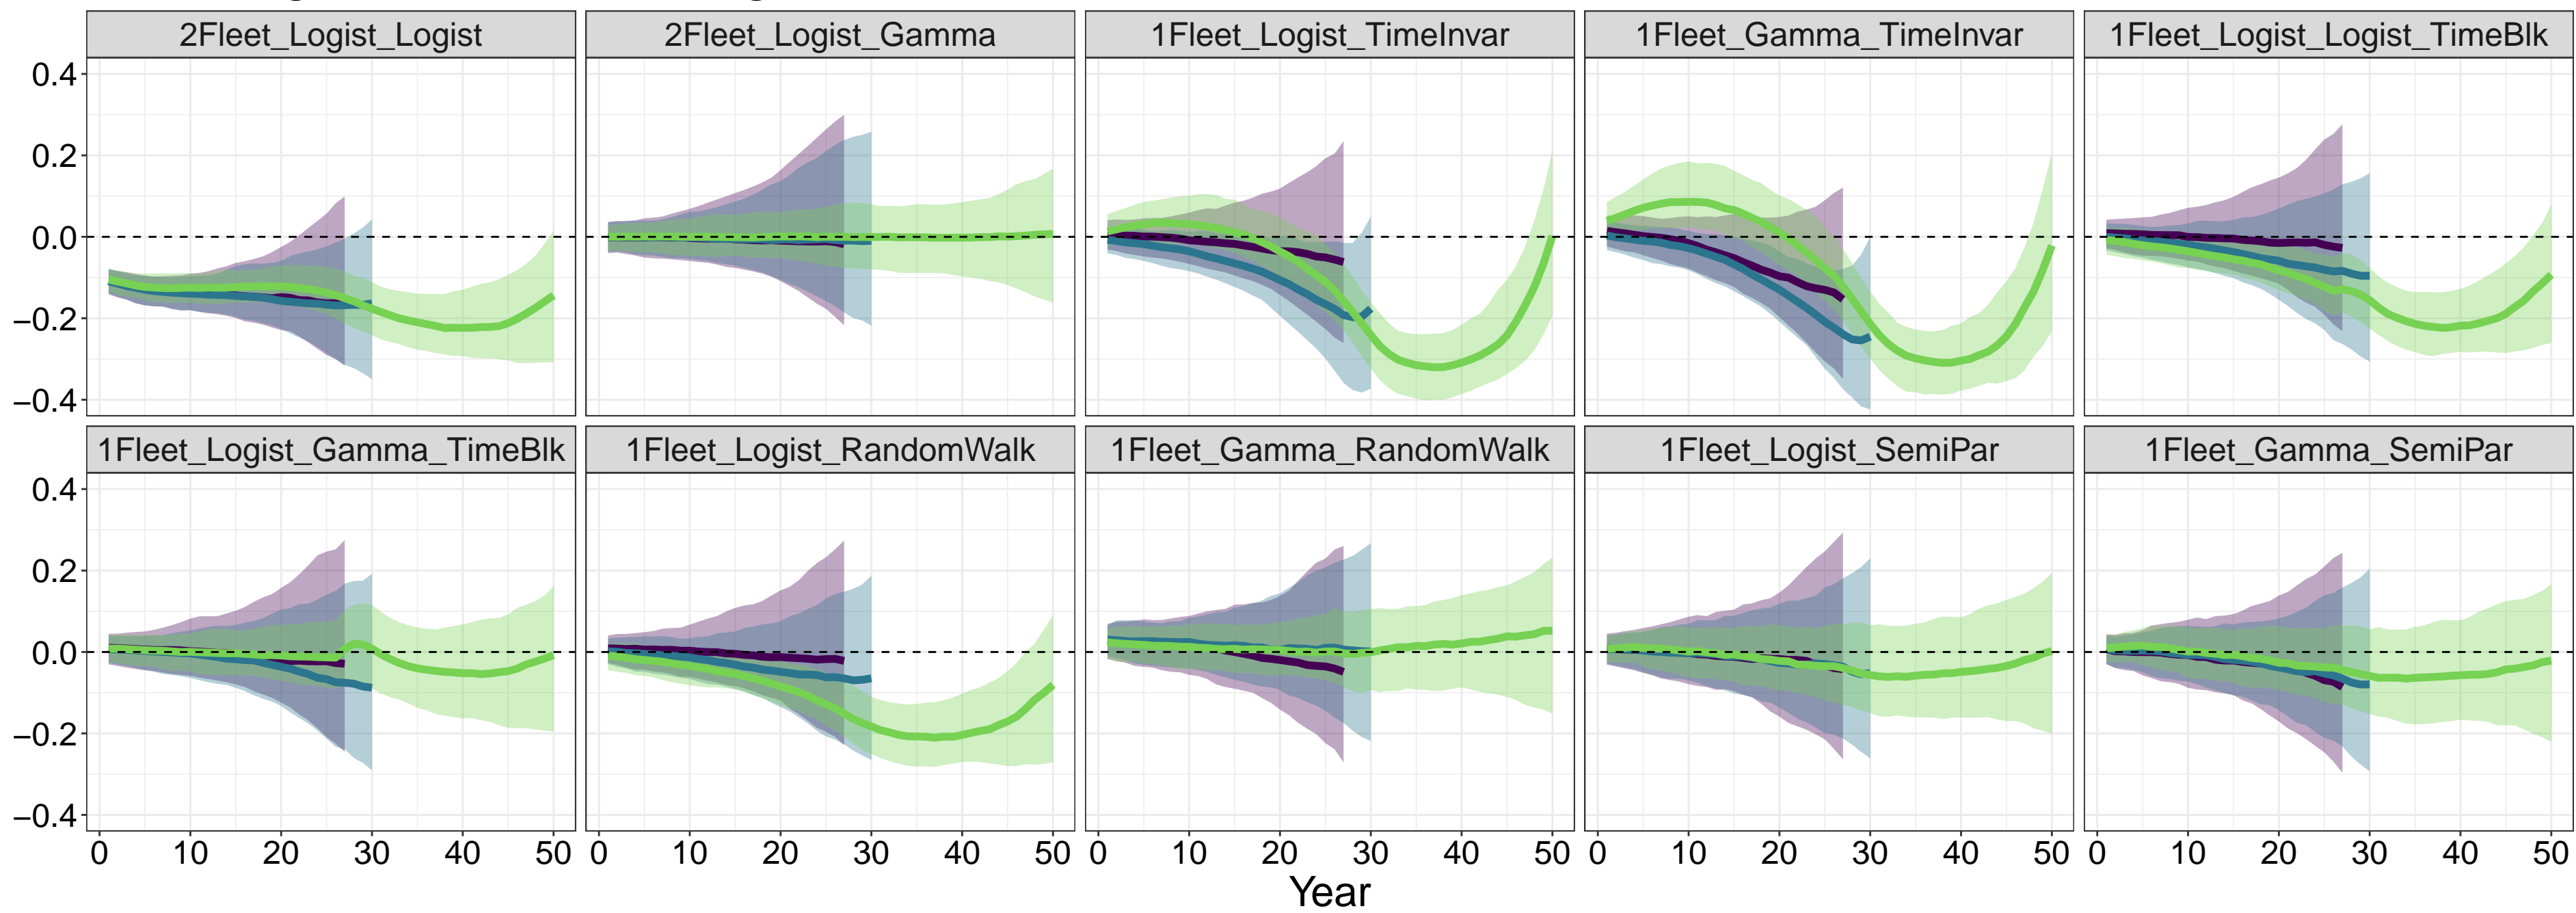 2Fleet_Logist_Logist 2Fleet_Logist_Gamma 1Fleet_Logist_TimeInvar 1Fleet_Gamma_TimeInvar 1Fleet_Logist_Logist_TimeBlk
0.4
0.2
0.0
−0.2
−0.4
1Fleet_Logist_Gamma_TimeBlk 1Fleet_Logist_RandomWalk 1Fleet_Gamma_RandomWalk 1Fleet_Logist_SemiPar 1Fleet_Gamma_SemiPar
0.4
0.2
0.0
−0.2
−0.4
0 10 20 30 40 50 0 10 20 30 40 50 0 10 20 30 40 50 0 10 20 30 40 50 0 10 20 30 40 50
Year